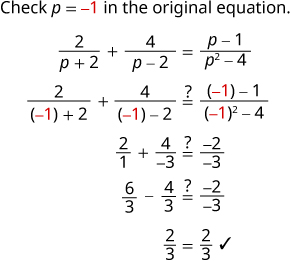 Check p = –1 in the original equation.
2/(p + 2) + 4/(p – 2) = (p – 1)/(p² – 4)
2/((–1) + 2) + 4/((–1) – 2) ≟ ((–1) – 1)/((–1)² – 4)
2/1 + 4/–3 ≟ –2/–3
6/3 – 4/3 ≟ –2/–3
2/3 = 2/3 ✓